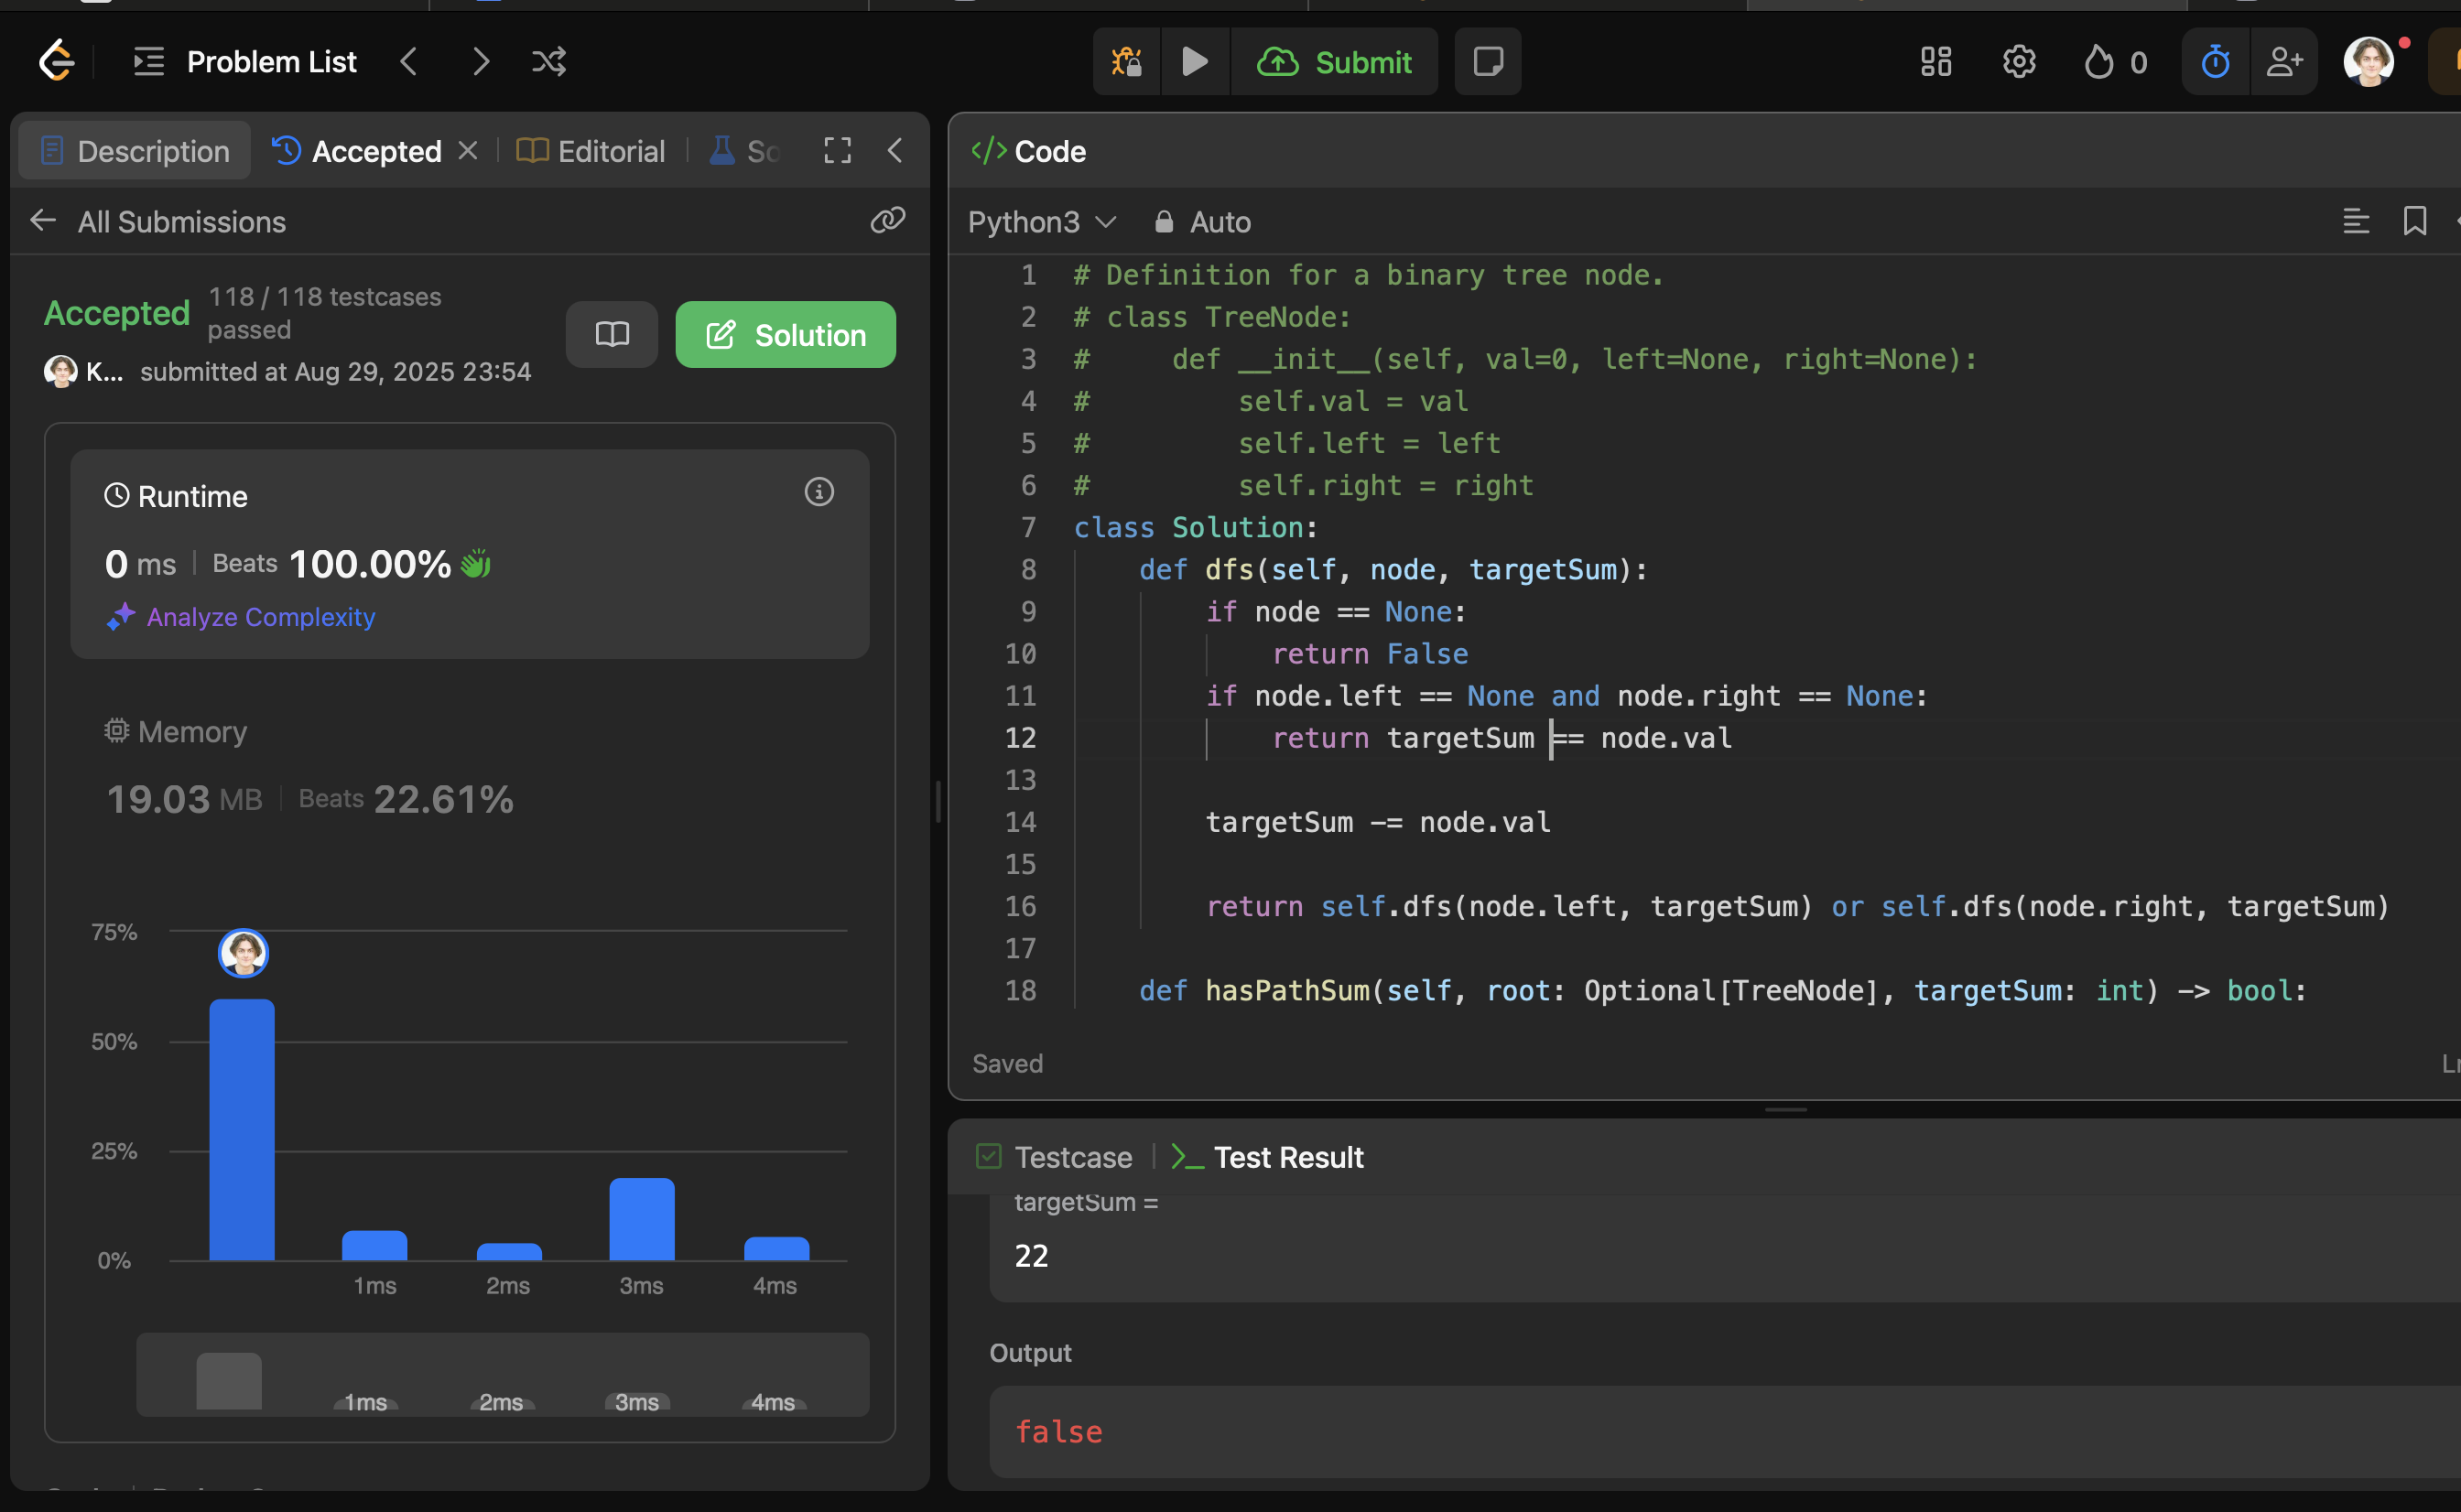 Problem List
Submit
0
Description
Accepted
Editorial
So
All Submissions
Accepted
118 / 118 testcases
passed
Solution
K... submitted at Aug 29, 2025 23:54
Runtime
0 ms | Beats 100.00%
Analyze Complexity
Memory
19.03 MB | Beats 22.61%
75%
50%
25%
0%
1ms 2ms 3ms 4ms
1ms 2ms 3ms 4ms
</> Code
Python3 Auto
1 # Definition for a binary tree node.
2 # class TreeNode:
3 #     def __init__(self, val=0, left=None, right=None):
4 #         self.val = val
5 #         self.left = left
6 #         self.right = right
7 class Solution:
8     def dfs(self, node, targetSum):
9         if node == None:
10             return False
11         if node.left == None and node.right == None:
12             return targetSum == node.val
13
14         targetSum -= node.val
15
16         return self.dfs(node.left, targetSum) or self.dfs(node.right, targetSum)
17
18     def hasPathSum(self, root: Optional[TreeNode], targetSum: int) -> bool:
Saved
Testcase | >_ Test Result
targetSum =
22
Output
false